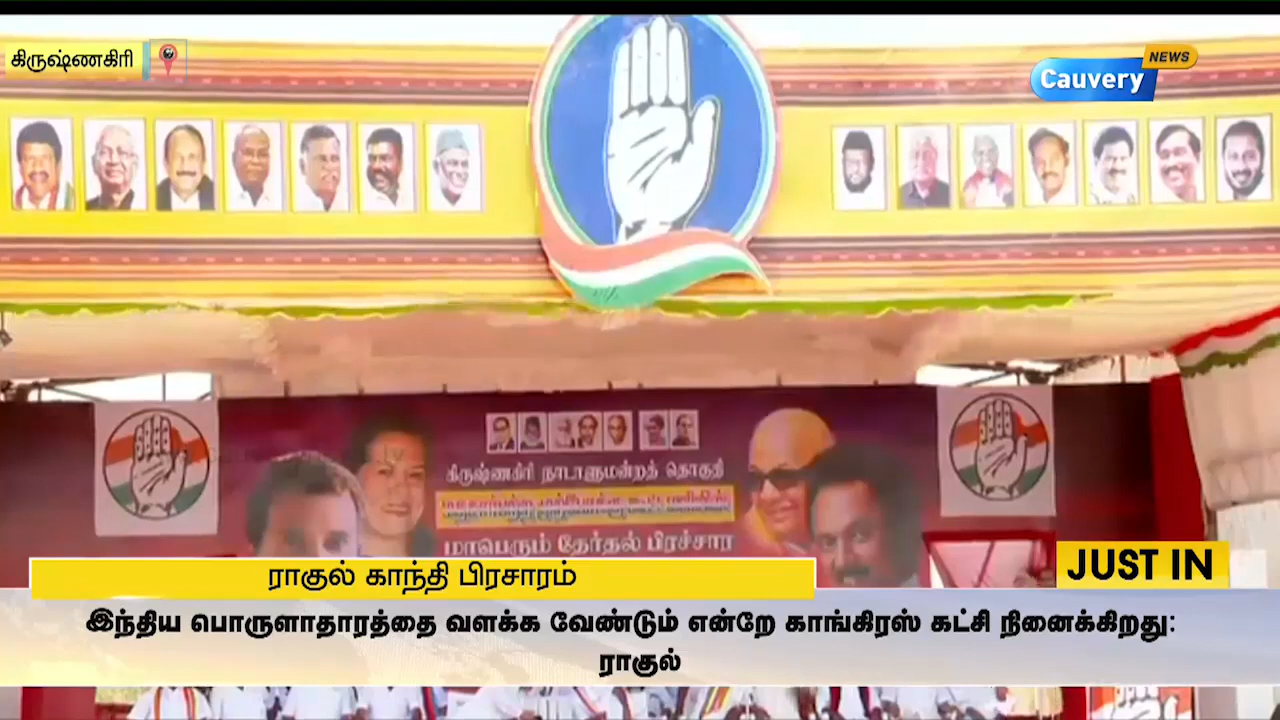 கிருஷ்ணகிரி
NEWS
Cauvery
கிருஷ்ணகிரி நாடாளுமன்றத் தொகுதி
மாபெரும் தேர்தல் பிரச்சார
ராகுல் காந்தி பிரசாரம்
JUST IN
இந்திய பொருளாதாரத்தை வளக்க வேண்டும் என்றே காங்கிரஸ் கட்சி நினைக்கிறது:
ராகுல்